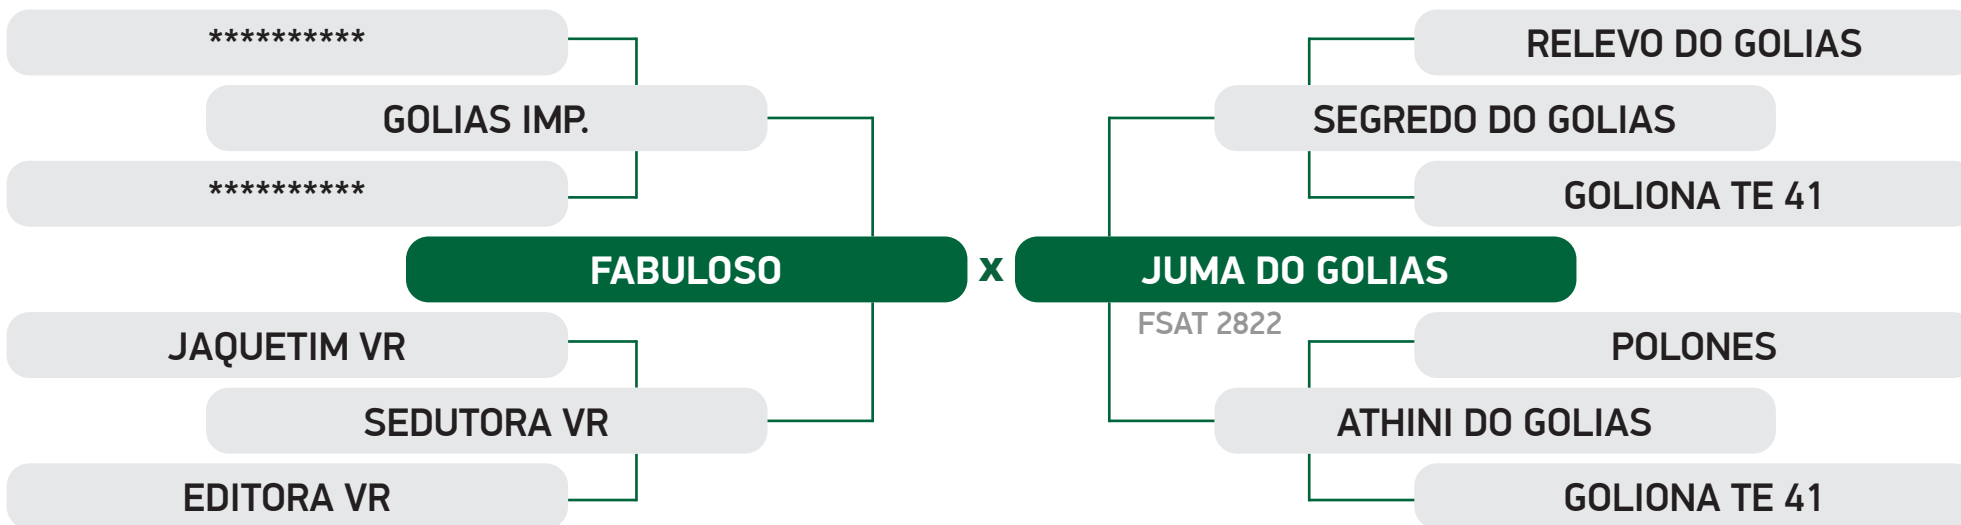 **********
RELEVO DO GOLIAS
GOLIAS IMP.
SEGREDO DO GOLIAS
**********
GOLIONA TE 41
FABULOSO
x
JUMA DO GOLIAS
FSAT 2822
JAQUETIM VR
POLONES
SEDUTORA VR
ATHINI DO GOLIAS
EDITORA VR
GOLIONA TE 41